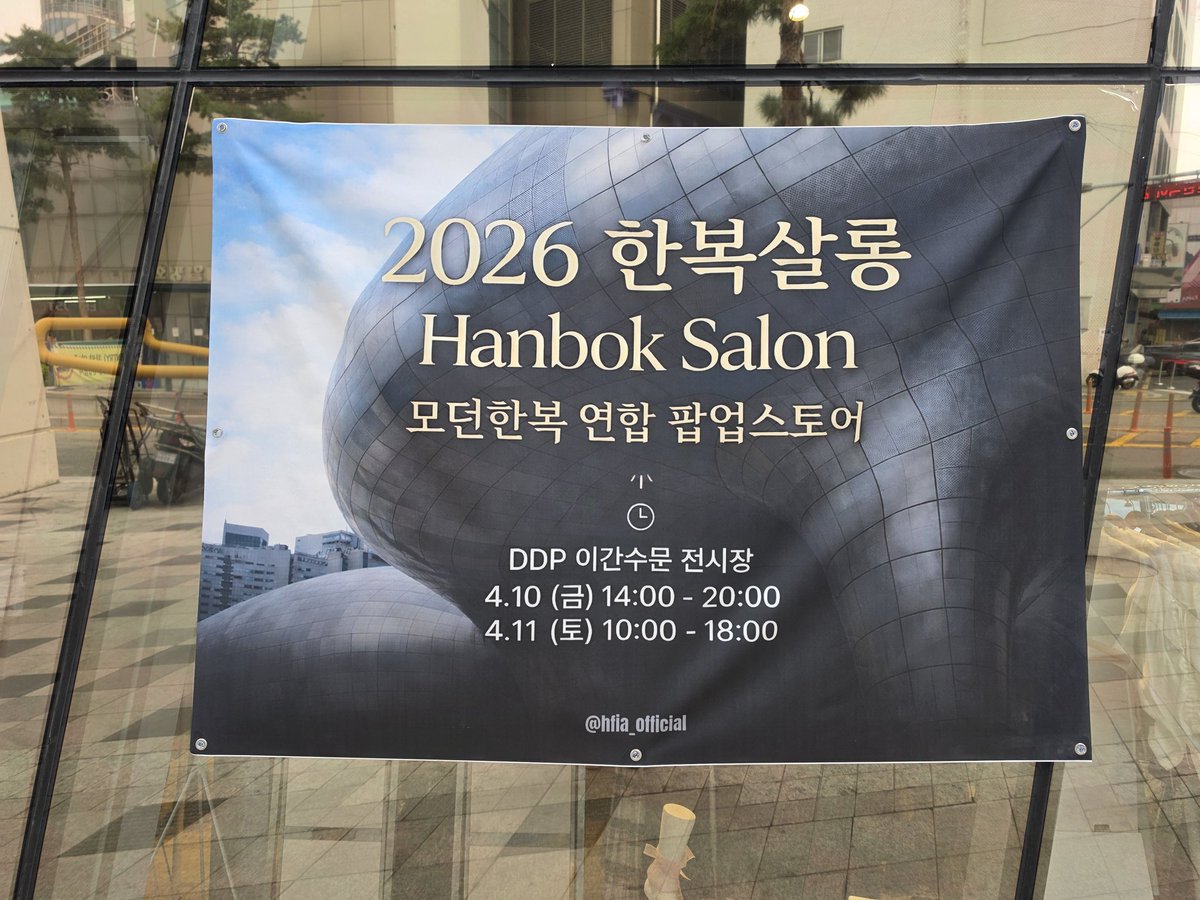 2026 한복살롱
Hanbok Salon
모던한복 연합 팝업스토어
DDP 이간수문 전시장
4.10 (금) 14:00 - 20:00
4.11 (토) 10:00 - 18:00
@hfia_official